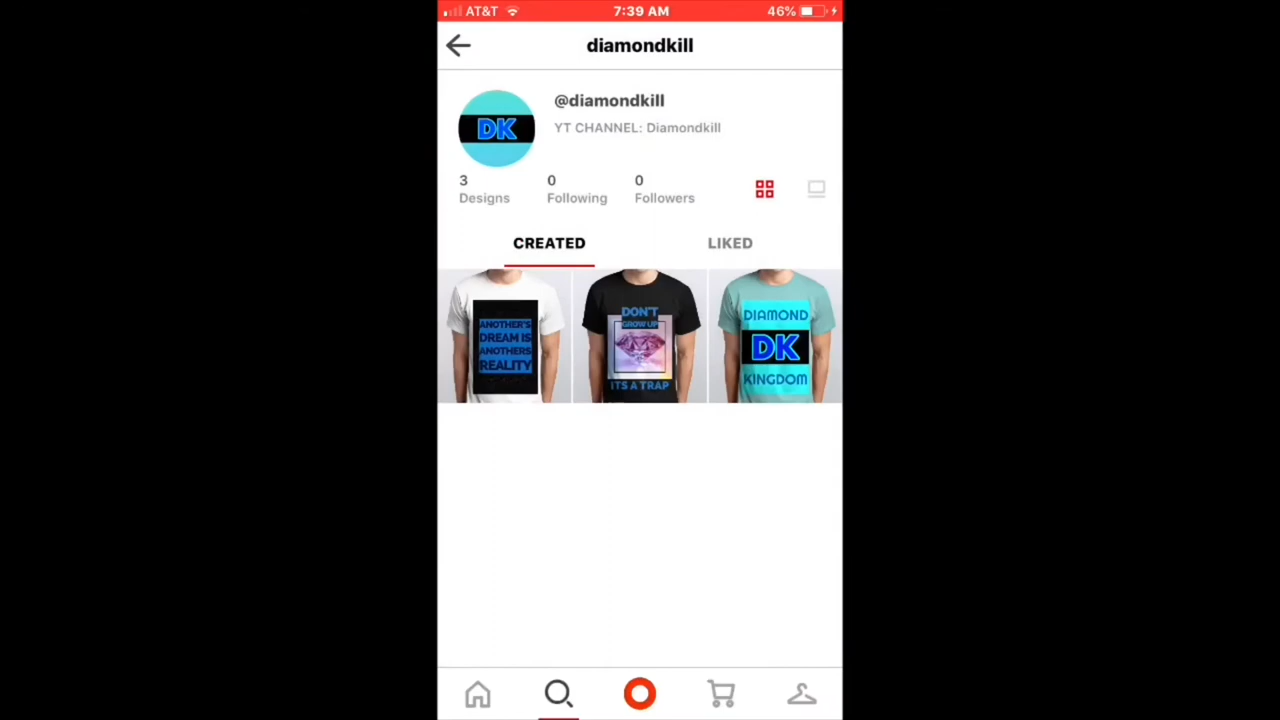 AT&T 7:39 AM 46%
diamondkill
@diamondkill
DK
YT CHANNEL: Diamondkill
3 0 0
Designs Following Followers
CREATED LIKED
ANOTHER'S
DREAM IS
ANOTHERS
REALITY
DON'T
GROW UP
ITS A TRAP
DIAMOND
DK
KINGDOM